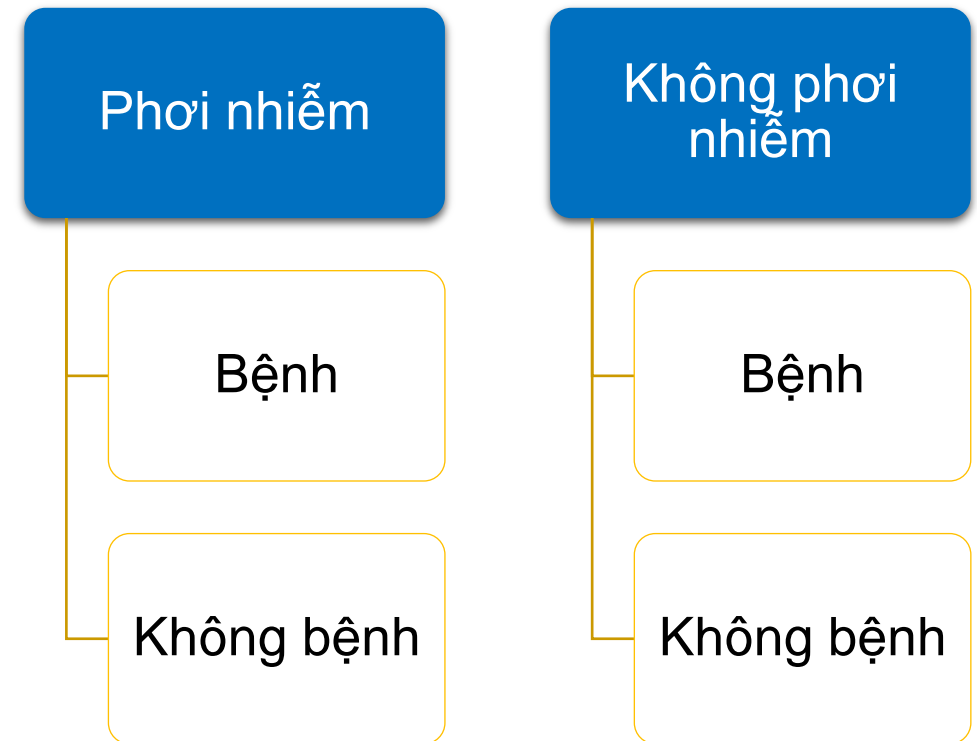 Phơi nhiễm
Bệnh
Không bệnh
Không phơi
nhiễm
Bệnh
Không bệnh